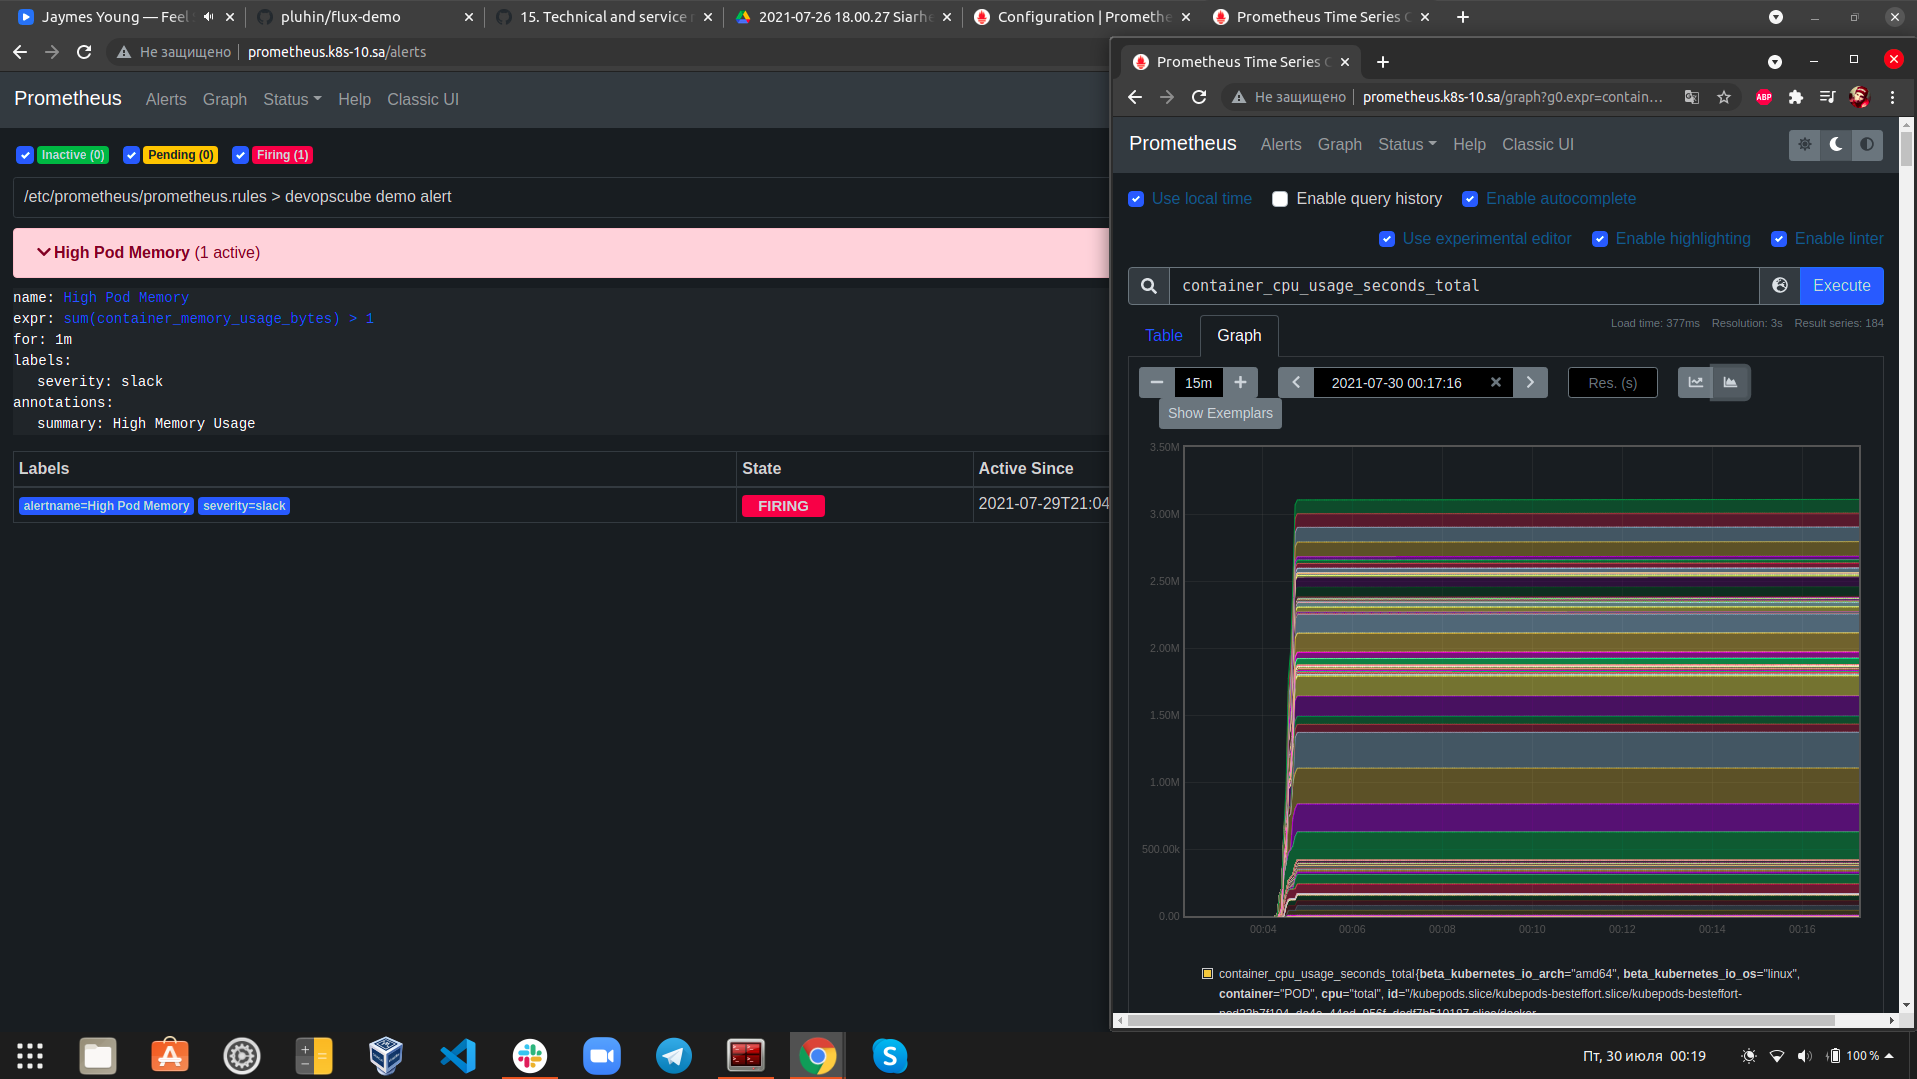 Jaymes Young — Feel
pluhin/flux-demo
15. Technical and service
2021-07-26 18.00.27 Siarhe
Configuration | Promethe
Prometheus Time Series
Не защищено
prometheus.k8s-10.sa/alerts
Prometheus
Alerts
Graph
Status
Help
Classic UI
Inactive (0)
Pending (0)
Firing (1)
/etc/prometheus/prometheus.rules > devopscube demo alert
High Pod Memory (1 active)
name: High Pod Memory
expr: sum(container_memory_usage_bytes) > 1
for: 1m
labels:
severity: slack
annotations:
summary: High Memory Usage
Labels
State
Active Since
alertname=High Pod Memory
severity=slack
FIRING
2021-07-29T21:04
Prometheus Time Series
Не защищено
prometheus.k8s-10.sa/graph?g0.expr=contain...
ABP
Prometheus
Alerts
Graph
Status
Help
Classic UI
Use local time
Enable query history
Enable autocomplete
Use experimental editor
Enable highlighting
Enable linter
container_cpu_usage_seconds_total
Execute
Load time: 377ms
Resolution: 3s
Result series: 184
Table
Graph
15m
2021-07-30 00:17:16
Res. (s)
Show Exemplars
3.50M
3.00M
2.50M
2.00M
1.50M
1.00M
500.00k
0.00
00:04
00:06
00:08
00:10
00:12
00:14
00:16
container_cpu_usage_seconds_total{beta_kubernetes_io_arch="amd64", beta_kubernetes_io_os="linux",
container="POD", cpu="total", id="/kubepods.slice/kubepods-besteffort.slice/kubepods-besteffort-
Пт, 30 июля 00:19
100 %